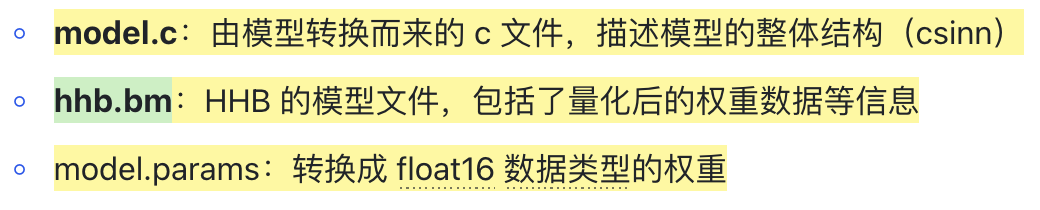 model.c：由模型转换而来的 c 文件，描述模型的整体结构（csinn）
hhb.bm：HHB 的模型文件，包括了量化后的权重数据等信息
model.params：转换成 float16 数据类型的权重